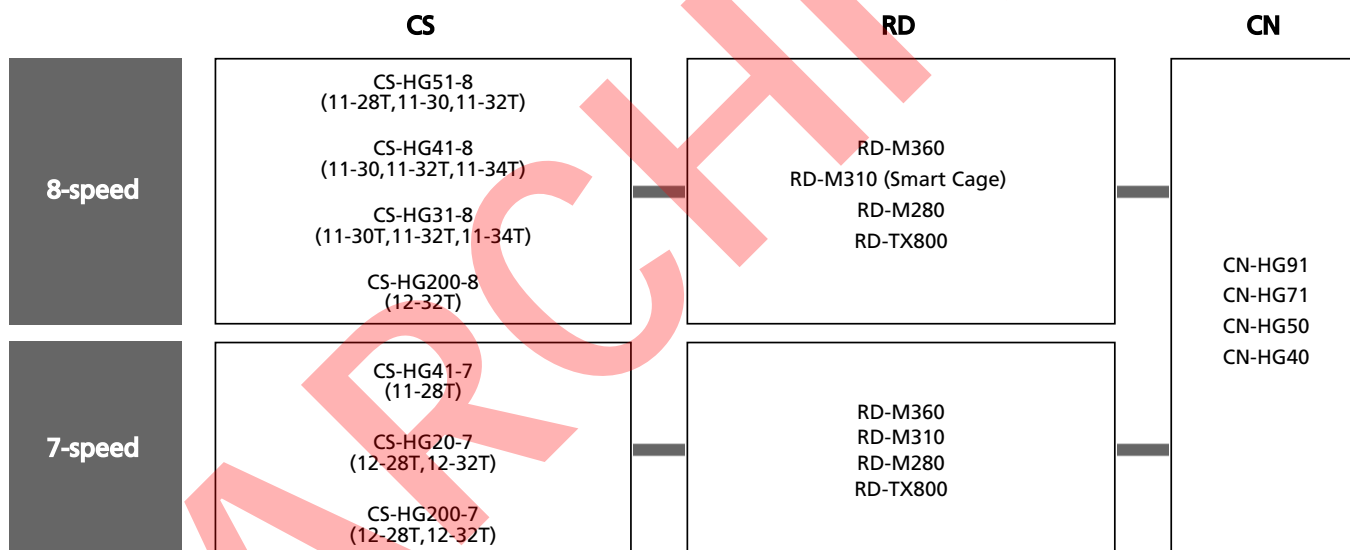 CS RD CN
8-speed
CS-HG51-8
(11-28T,11-30,11-32T)
CS-HG41-8
(11-30,11-32T,11-34T)
CS-HG31-8
(11-30T,11-32T,11-34T)
CS-HG200-8
(12-32T)
RD-M360
RD-M310 (Smart Cage)
RD-M280
RD-TX800
7-speed
CS-HG41-7
(11-28T)
CS-HG20-7
(12-28T,12-32T)
CS-HG200-7
(12-28T,12-32T)
RD-M360
RD-M310
RD-M280
RD-TX800
CN-HG91
CN-HG71
CN-HG50
CN-HG40
ARCHI